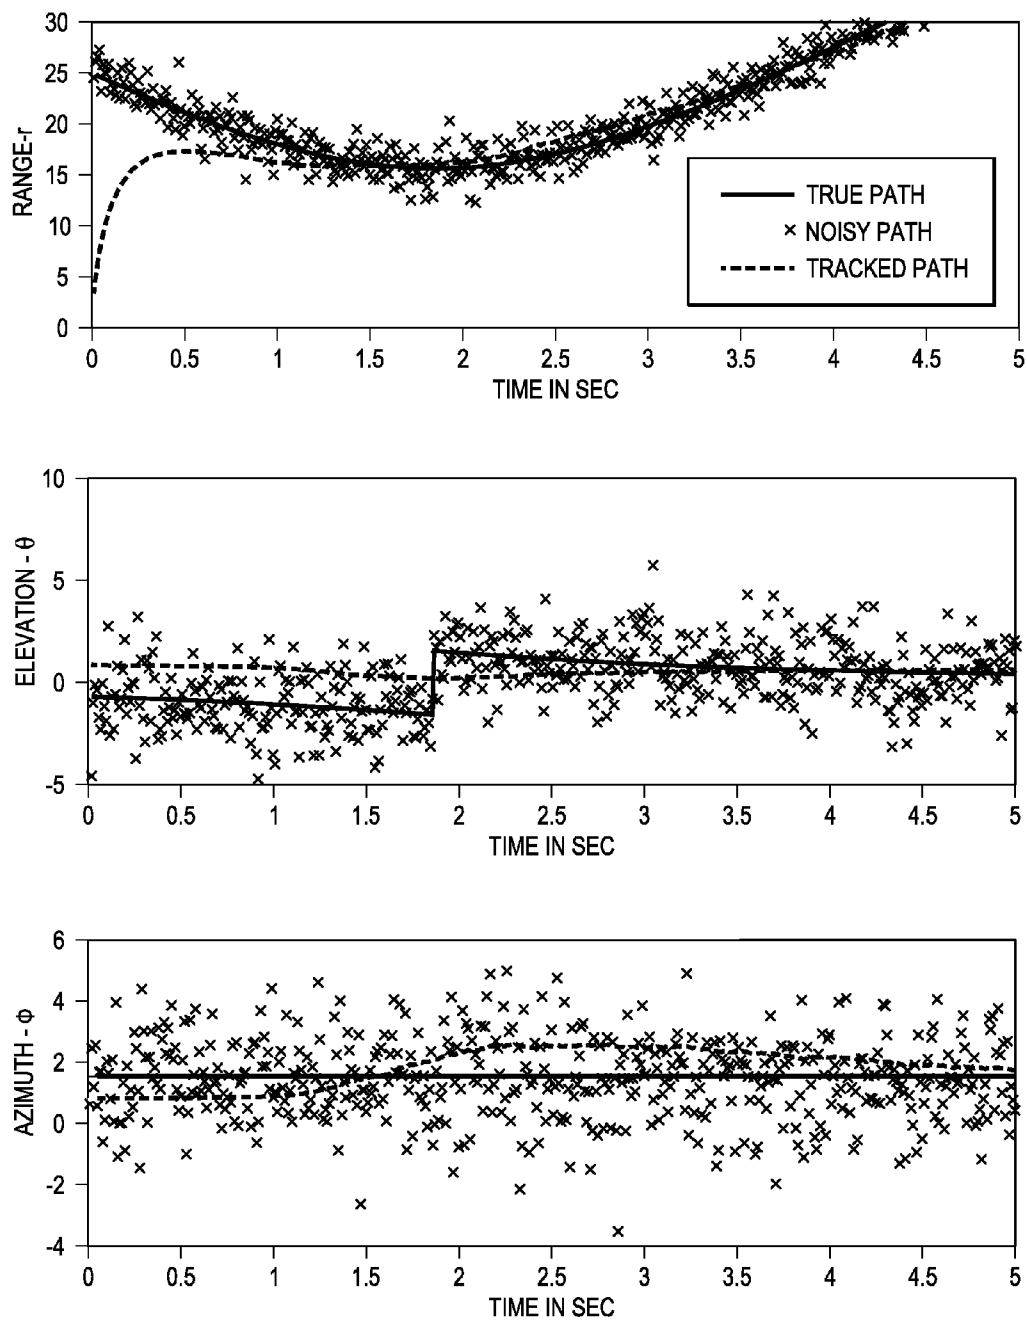 30
25
20
15
10
5
0
RANGE-r
TRUE PATH
NOISY PATH
TRACKED PATH
0 0.5 1 1.5 2 2.5 3 3.5 4 4.5 5
TIME IN SEC
10
5
0
-5
ELEVATION - θ
0 0.5 1 1.5 2 2.5 3 3.5 4 4.5 5
TIME IN SEC
6
4
2
0
-2
-4
AZIMUTH - φ
0 0.5 1 1.5 2 2.5 3 3.5 4 4.5 5
TIME IN SEC